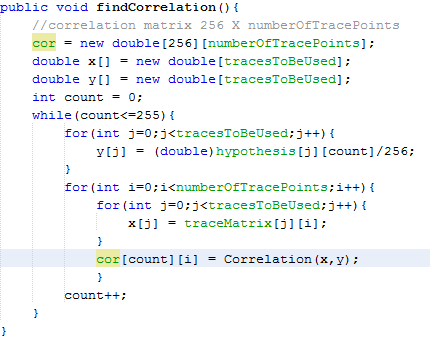 public void findCorrelation(){
//correlation matrix 256 X numberOfTracePoints
cor = new double[256][numberOfTracePoints];
double x[] = new double[tracesToBeUsed];
double y[] = new double[tracesToBeUsed];
int count = 0;
while(count<=255){
for(int j=0;j<tracesToBeUsed;j++){
y[j] = (double)hypothesis[j][count]/256;
}
for(int i=0;i<numberOfTracePoints;i++){
for(int j=0;j<tracesToBeUsed;j++){
x[j] = traceMatrix[j][i];
}
cor[count][i] = Correlation(x,y);
}
count++;
}
}